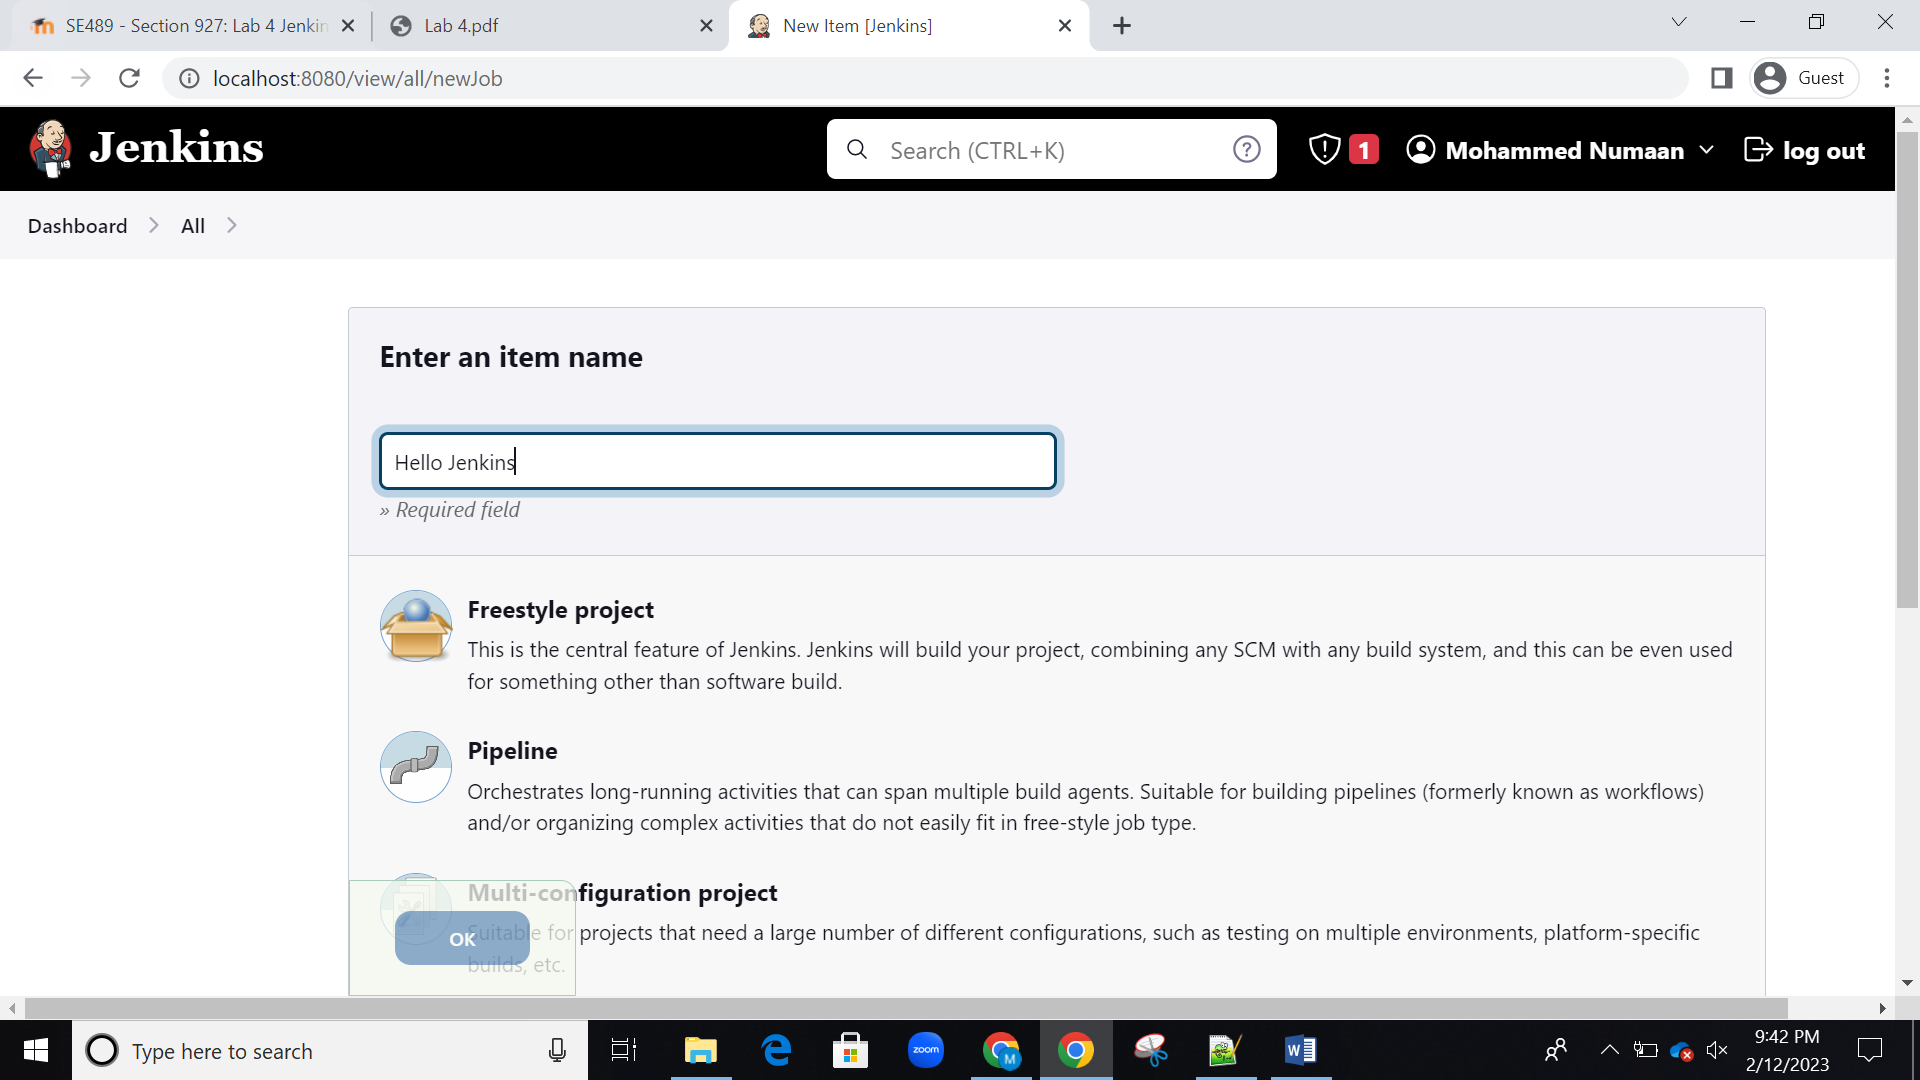 SE489 - Section 927: Lab 4 Jenkin
Lab 4.pdf
New Item [Jenkins]
localhost:8080/view/all/newJob
Guest
Jenkins
Search (CTRL+K)
1
Mohammed Numaan
log out
Dashboard
All
Enter an item name
Hello Jenkins
» Required field
Freestyle project
This is the central feature of Jenkins. Jenkins will build your project, combining any SCM with any build system, and this can be even used
for something other than software build.
Pipeline
Orchestrates long-running activities that can span multiple build agents. Suitable for building pipelines (formerly known as workflows)
and/or organizing complex activities that do not easily fit in free-style job type.
Multi-configuration project
Suitable for projects that need a large number of different configurations, such as testing on multiple environments, platform-specific
builds, etc.
OK
Type here to search
zoom
M
9:42 PM
2/12/2023